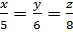 x/5 = y/6 = z/8